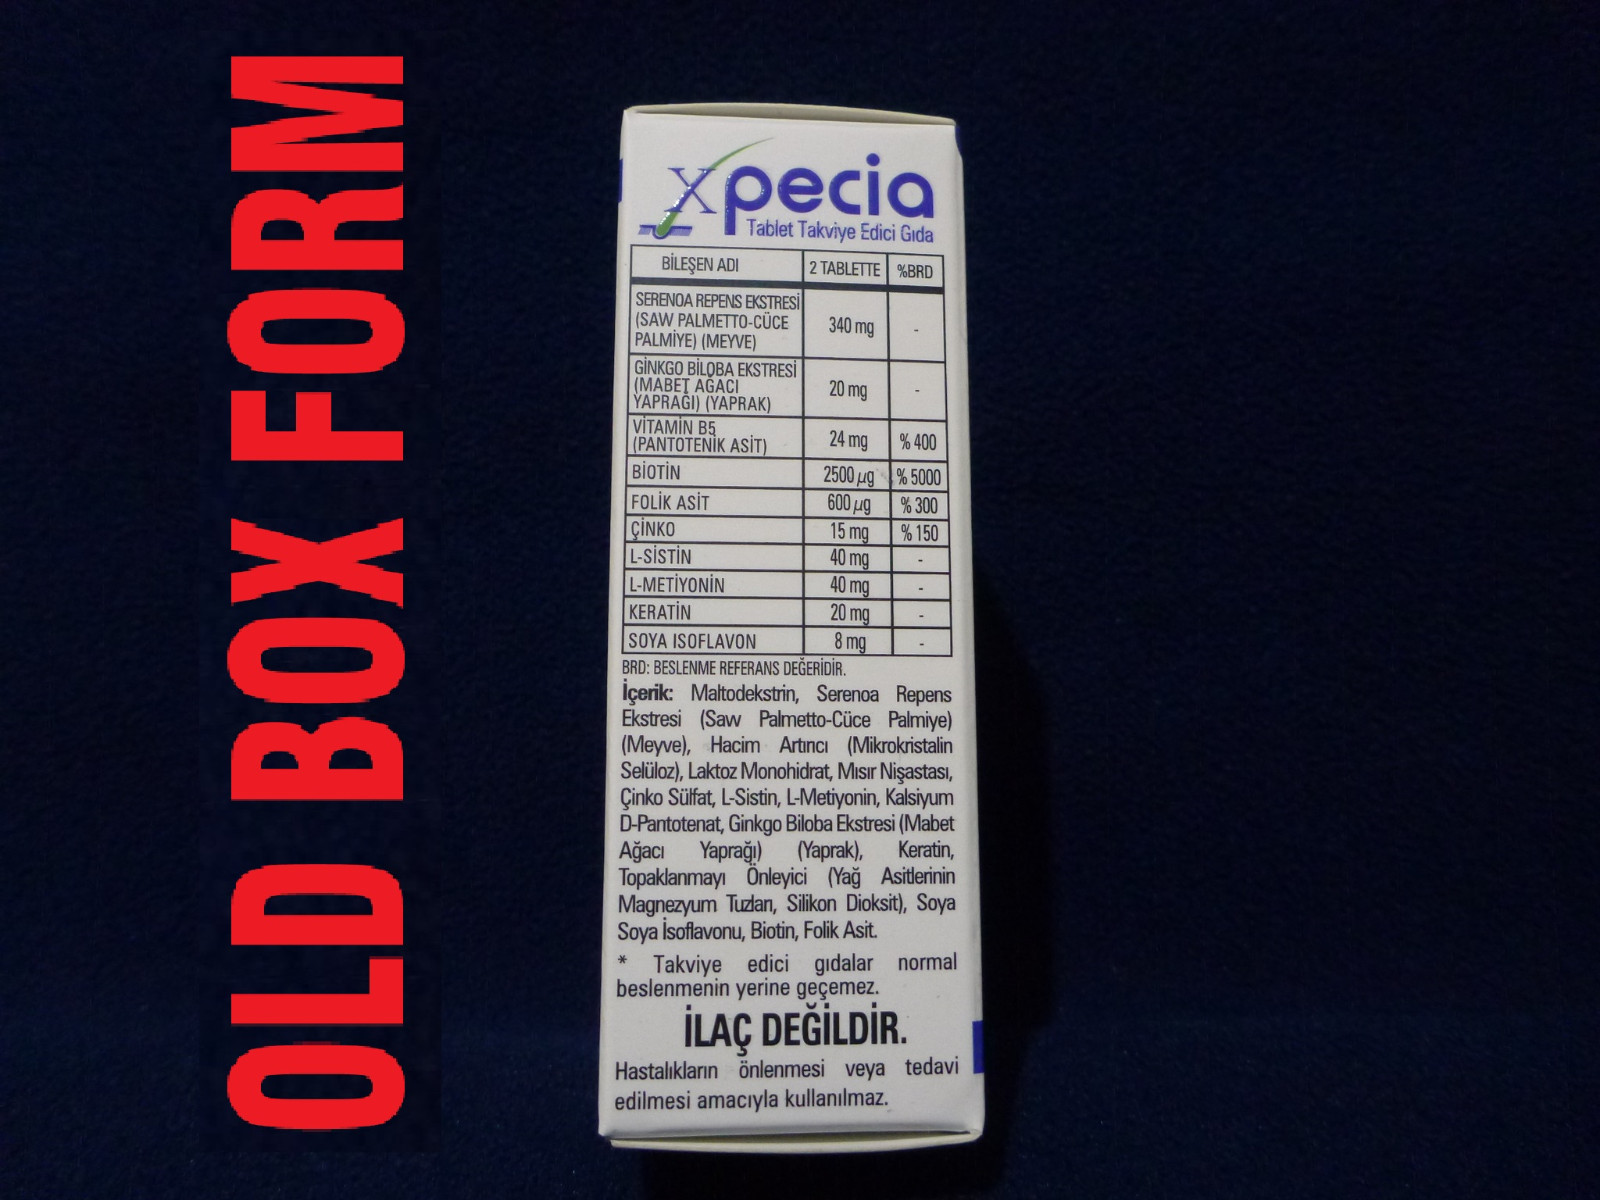 OLD BOX FORM
Xpecia
Tablet Takviye Edici Gıda
BİLEŞEN ADI 2 TABLETTE %BRD
SERENOA REPENS EKSTRESİ
(SAW PALMETTO-CÜCE
PALMİYE) (MEYVE) 340 mg -
GİNKGO BİLOBA EKSTRESİ
(MABET AĞACI
YAPRAĞI) (YAPRAK) 20 mg -
VİTAMİN B5
(PANTOTENİK ASİT) 24 mg % 400
BİOTİN 2500 µg % 5000
FOLİK ASİT 600 µg % 300
ÇİNKO 15 mg % 150
L-SİSTİN 40 mg -
L-METİYONİN 40 mg -
KERATİN 20 mg -
SOYA ISOFLAVON 8 mg -
BRD: BESLENME REFERANS DEĞERİDİR.
İçerik: Maltodekstrin, Serenoa Repens
Ekstresi (Saw Palmetto-Cüce Palmiye)
(Meyve), Hacim Artırıcı (Mikrokristalin
Selüloz), Laktoz Monohidrat, Mısır Nişastası,
Çinko Sülfat, L-Sistin, L-Metiyonin, Kalsiyum
D-Pantotenat, Ginkgo Biloba Ekstresi (Mabet
Ağacı Yaprağı) (Yaprak), Keratin,
Topaklanmayı Önleyici (Yağ Asitlerinin
Magnezyum Tuzları, Silikon Dioksit), Soya
Soya İsoflavonu, Biotin, Folik Asit.
* Takviye edici gıdalar normal
beslenmenin yerine geçemez.
İLAÇ DEĞİLDİR.
Hastalıkların önlenmesi veya tedavi
edilmesi amacıyla kullanılmaz.